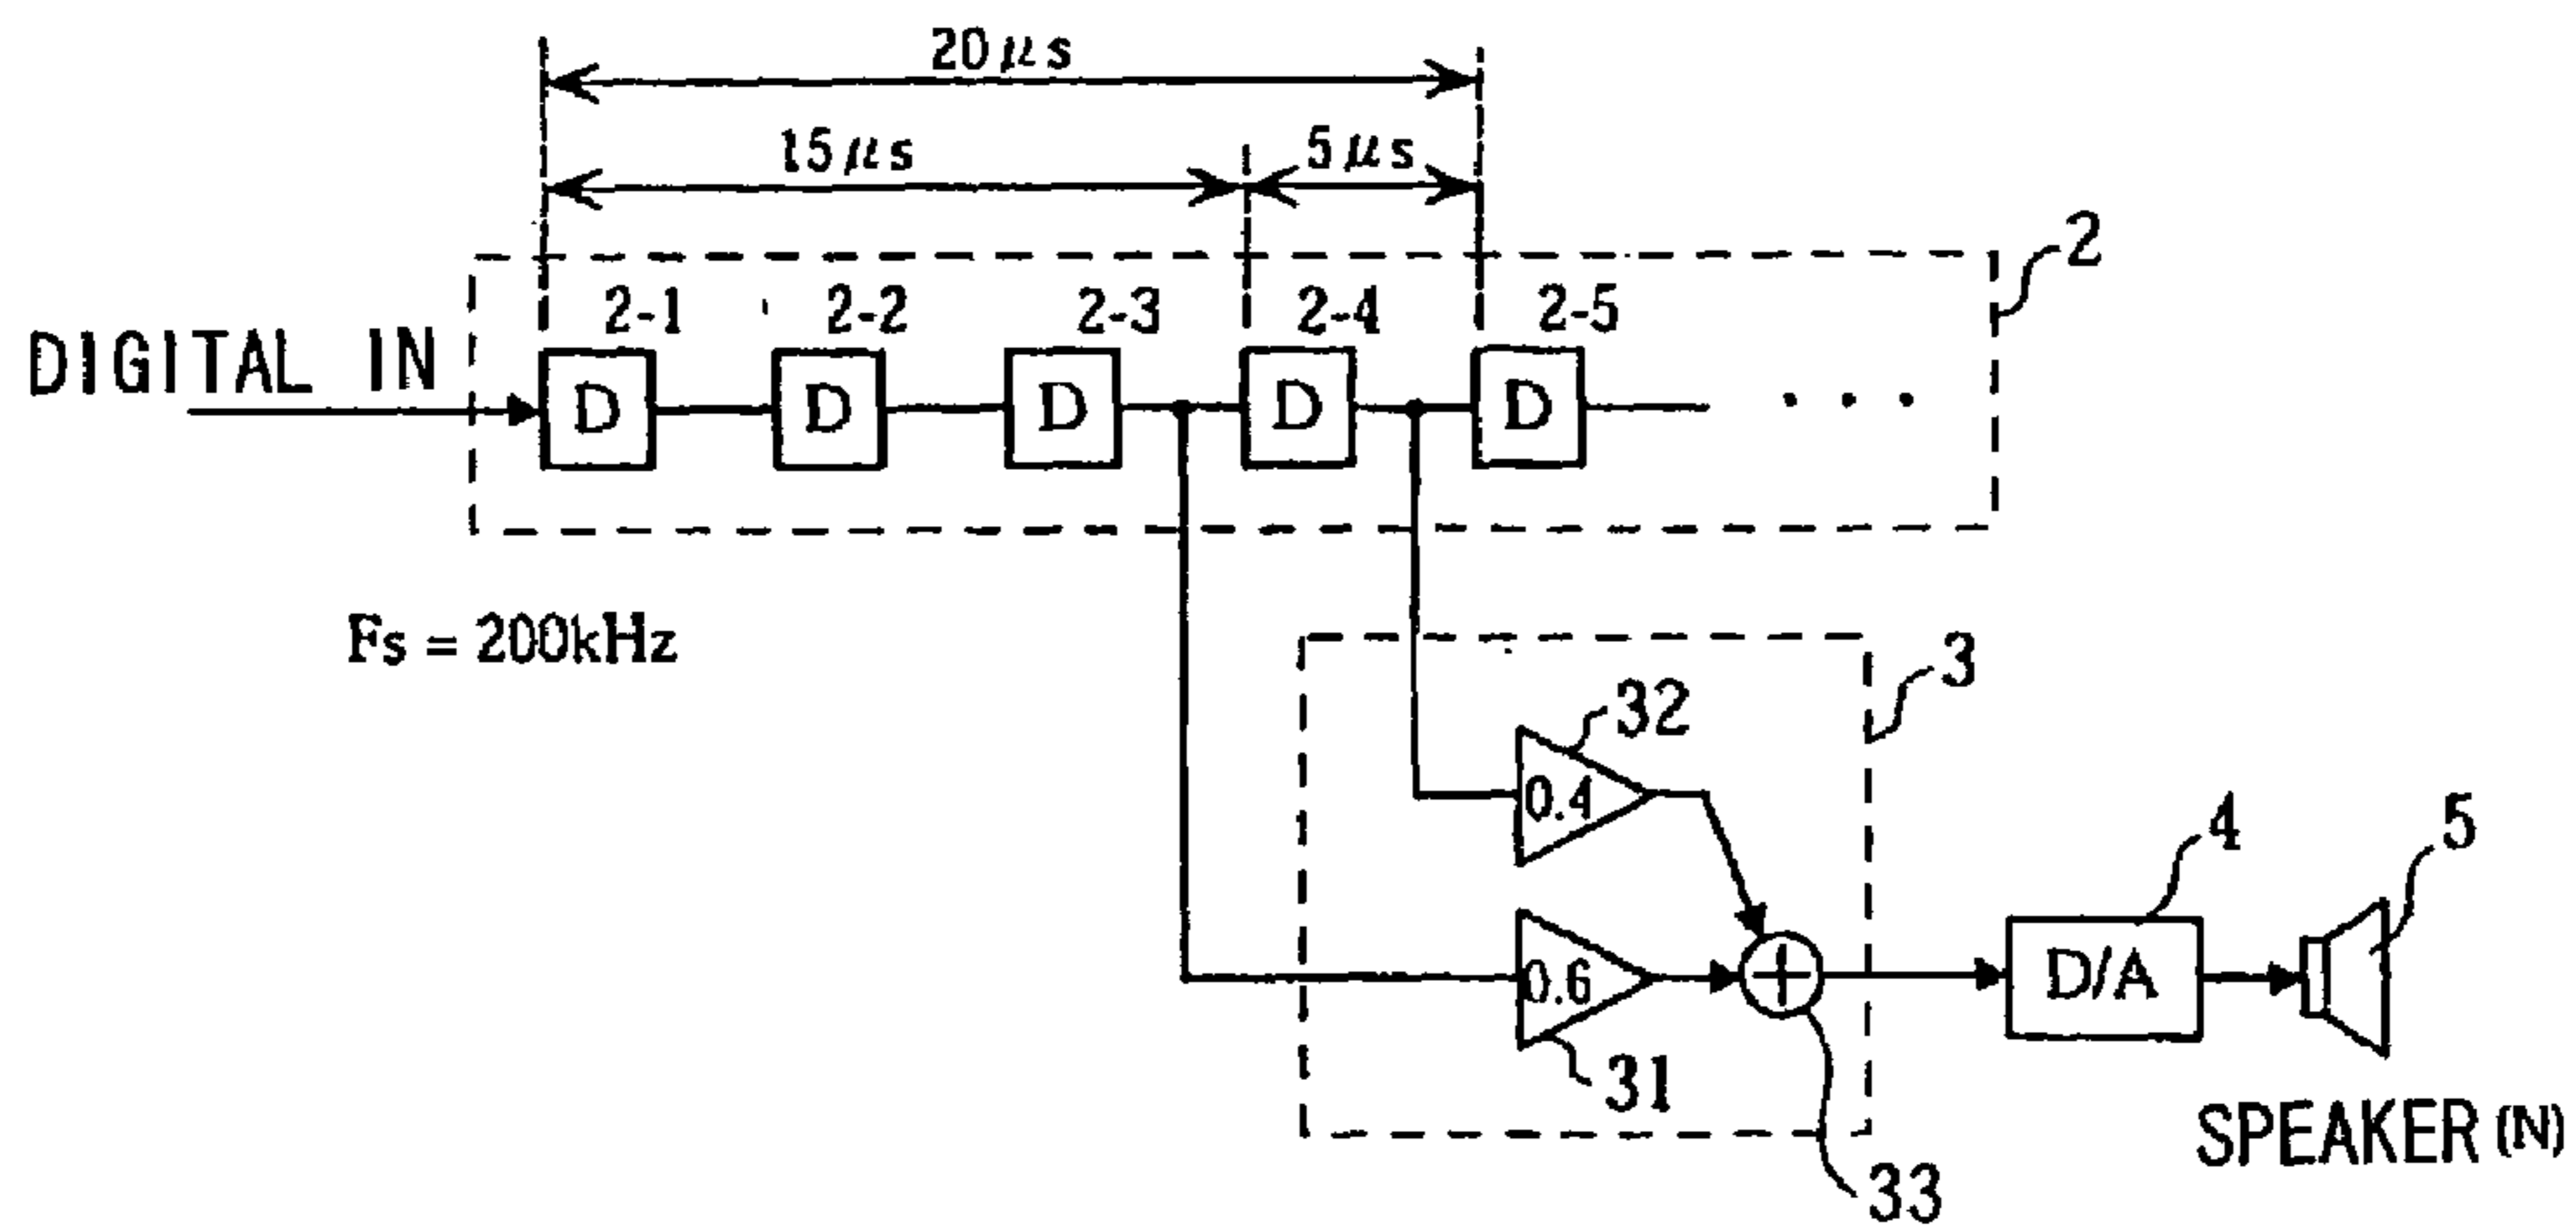 20μs
15μs
5μs
2
2-1
2-2
2-3
2-4
2-5
DIGITAL IN
D
D
D
D
D
Fs = 200kHz
3
32
0.4
4
5
0.6
D/A
31
SPEAKER (N)
33